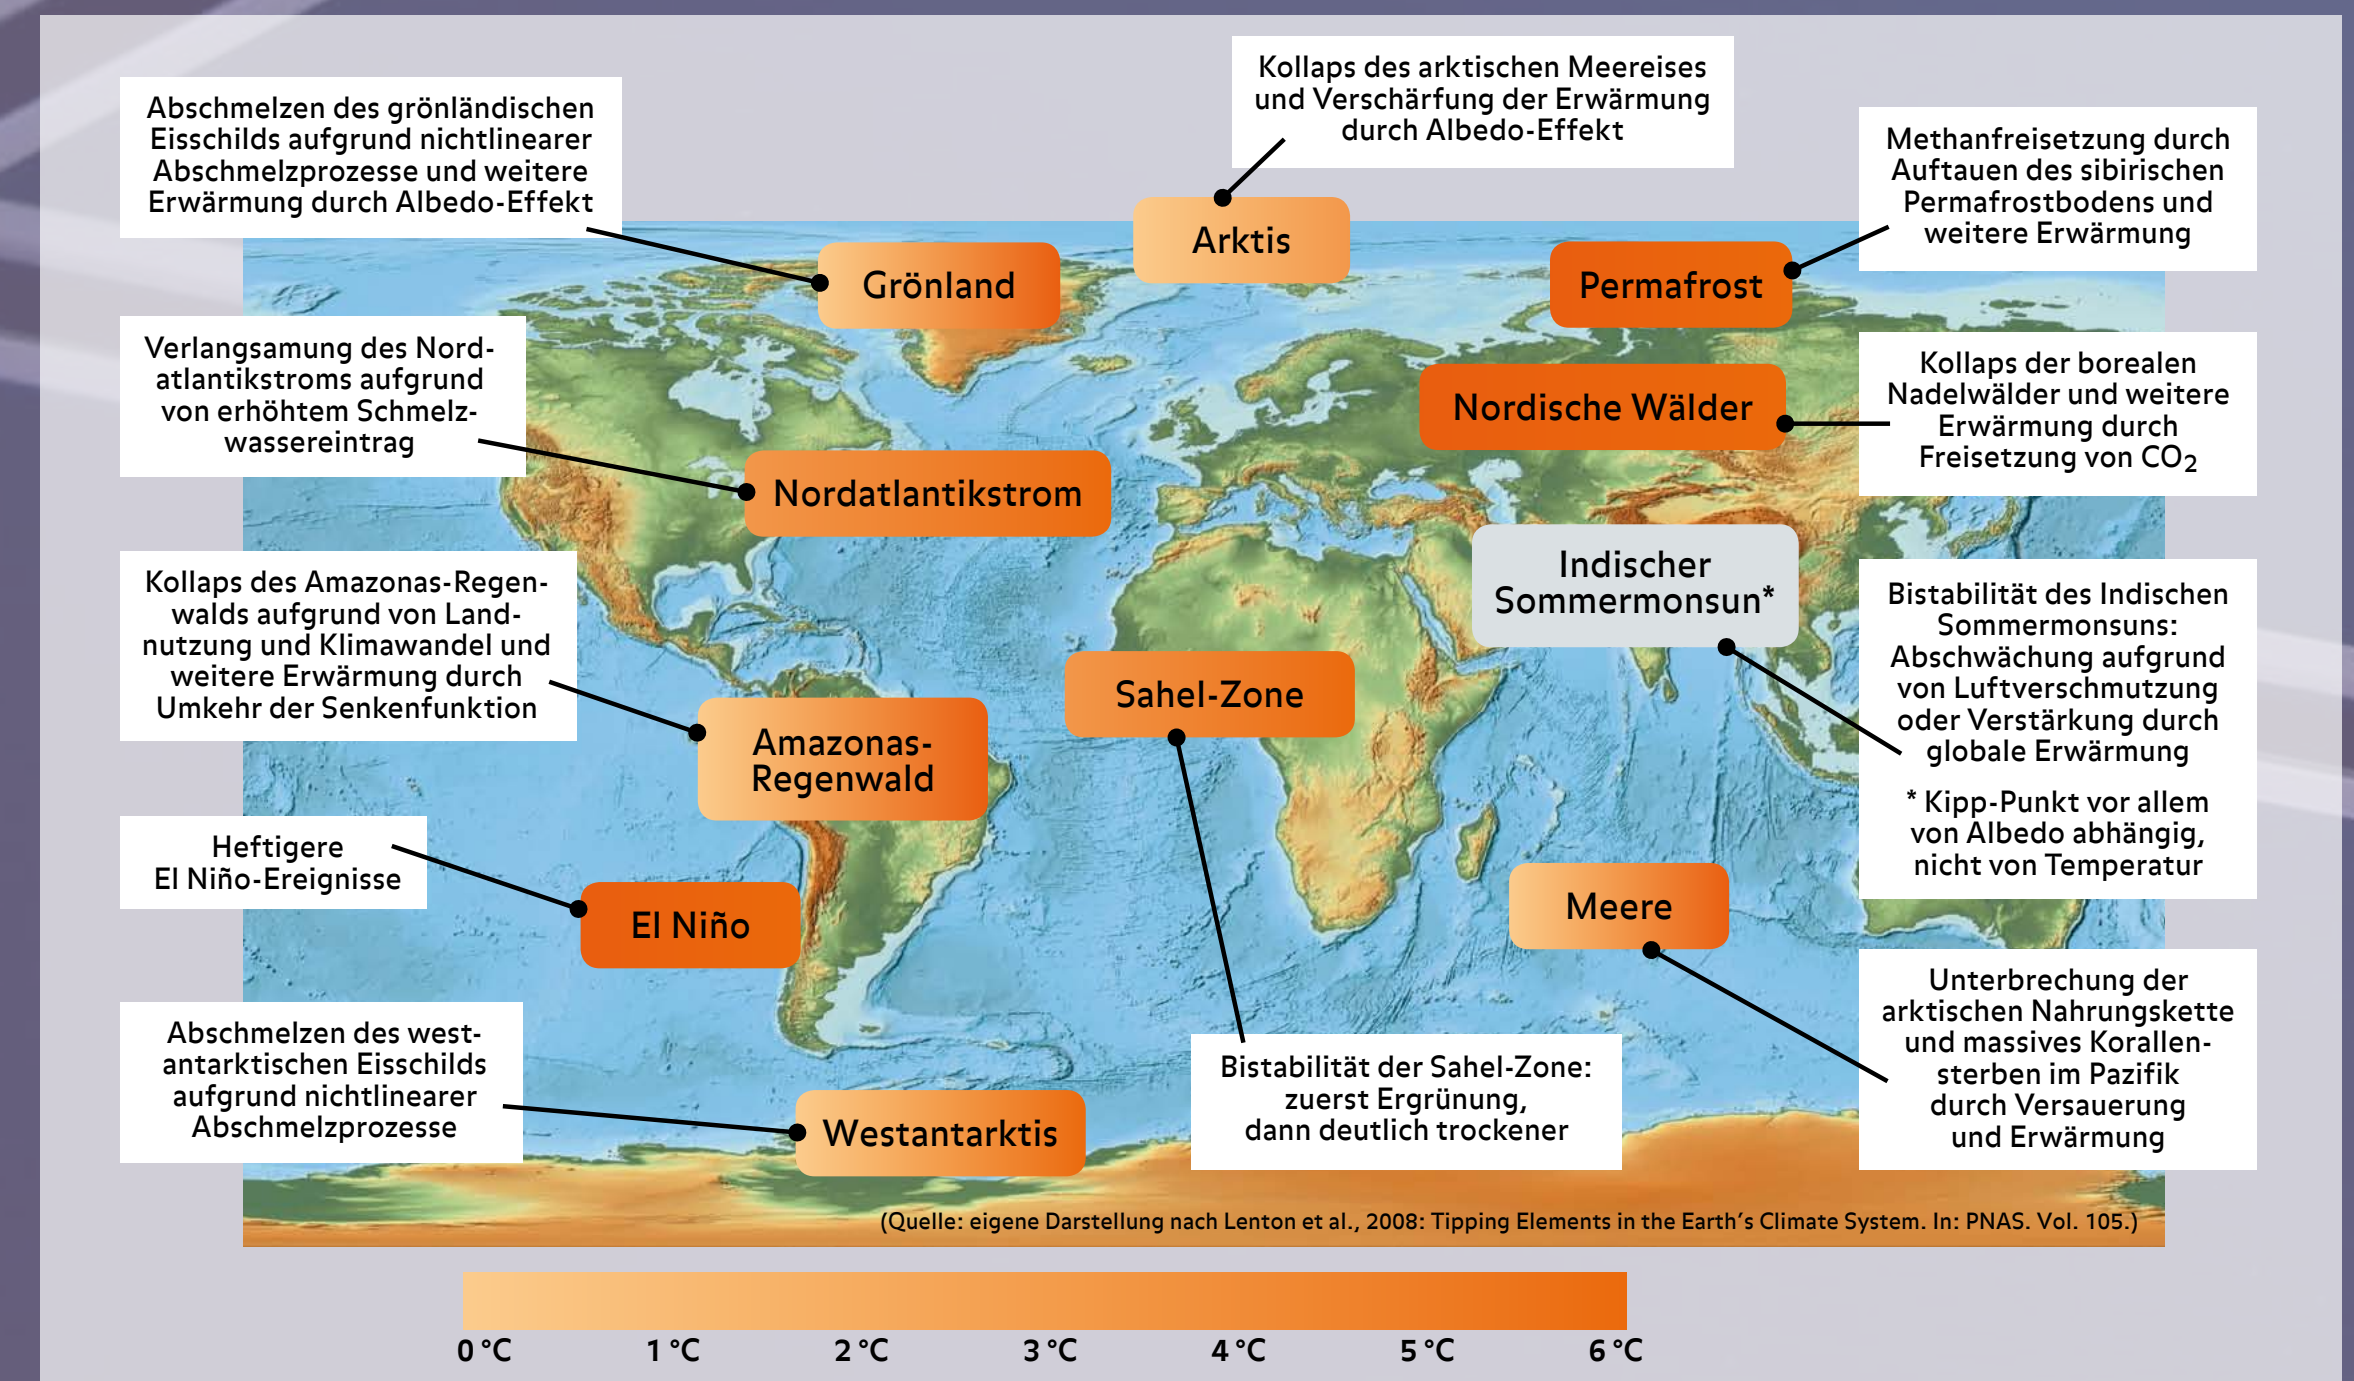 Kollaps des arktischen Meereises
und Verschärfung der Erwärmung
durch Albedo-Effekt
Abschmelzen des grönländischen
Eisschilds aufgrund nichtlinearer
Abschmelzprozesse und weitere
Erwärmung durch Albedo-Effekt
Methanfreisetzung durch
Auftauen des sibirischen
Permafrostbodens und
weitere Erwärmung
Arktis
Grönland
Permafrost
Verlangsamung des Nord-
atlantikstroms aufgrund
von erhöhtem Schmelz-
wassereintrag
Kollaps der borealen
Nadelwälder und weitere
Erwärmung durch
Freisetzung von CO₂
Nordische Wälder
Nordatlantikstrom
Indischer
Sommermonsun*
Kollaps des Amazonas-Regen-
walds aufgrund von Land-
nutzung und Klimawandel und
weitere Erwärmung durch
Umkehr der Senkenfunktion
Bistabilität des Indischen
Sommermonsuns:
Abschwächung aufgrund
von Luftverschmutzung
oder Verstärkung durch
globale Erwärmung
* Kipp-Punkt vor allem
von Albedo abhängig,
nicht von Temperatur
Sahel-Zone
Amazonas-
Regenwald
Heftigere
El Niño-Ereignisse
El Niño
Meere
Abschmelzen des west-
antarktischen Eisschilds
aufgrund nichtlinearer
Abschmelzprozesse
Westantarktis
Bistabilität der Sahel-Zone:
zuerst Ergrünung,
dann deutlich trockener
Unterbrechung der
arktischen Nahrungskette
und massives Korallen-
sterben im Pazifik
durch Versauerung
und Erwärmung
(Quelle: eigene Darstellung nach Lenton et al., 2008: Tipping Elements in the Earth's Climate System. In: PNAS. Vol. 105.)
0 °C 1 °C 2 °C 3 °C 4 °C 5 °C 6 °C